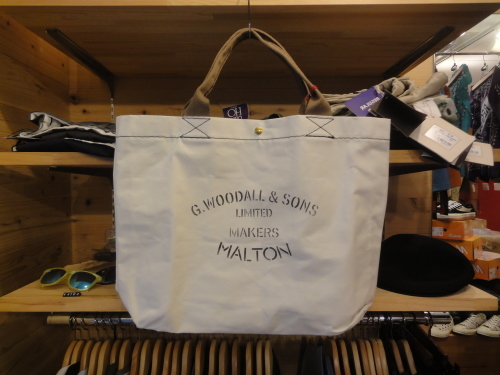 G. WOODALL & SONS
LIMITED
MAKERS
MALTON